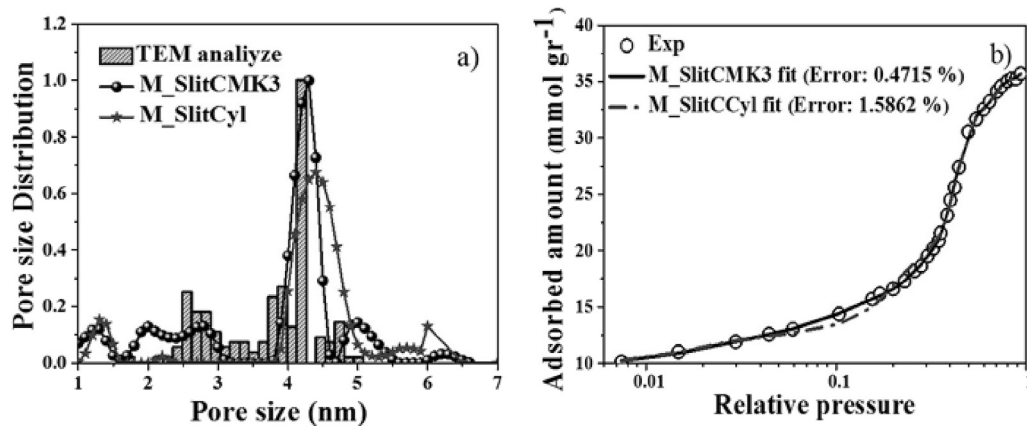 1.2
1.0
0.8
0.6
0.4
0.2
0.0
Pore size Distribution
TEM analiyze
M_SlitCMK3
M_SlitCyl
a)
1 2 3 4 5 6 7
Pore size (nm)
40
35
30
25
20
15
10
Adsorbed amount (mmol gr-1)
Exp
M_SlitCMK3 fit (Error: 0.4715 %)
M_SlitCCyl fit (Error: 1.5862 %)
b)
0.01 0.1 1
Relative pressure